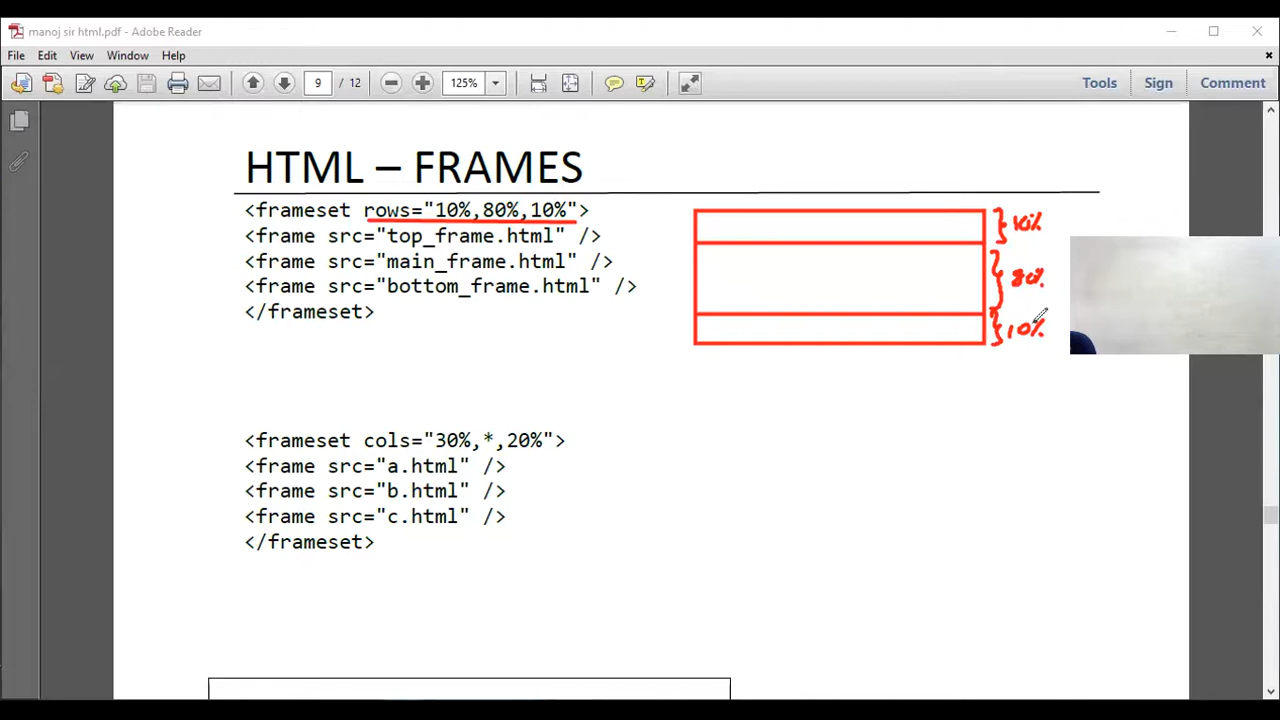 manoj sir html.pdf - Adobe Reader
File Edit View Window Help
9 / 12 125% Tools Sign Comment
HTML – FRAMES
<frameset rows="10%,80%,10%">
<frame src="top_frame.html" />
<frame src="main_frame.html" />
<frame src="bottom_frame.html" />
</frameset>
10%
80%
10%
<frameset cols="30%,*,20%">
<frame src="a.html" />
<frame src="b.html" />
<frame src="c.html" />
</frameset>